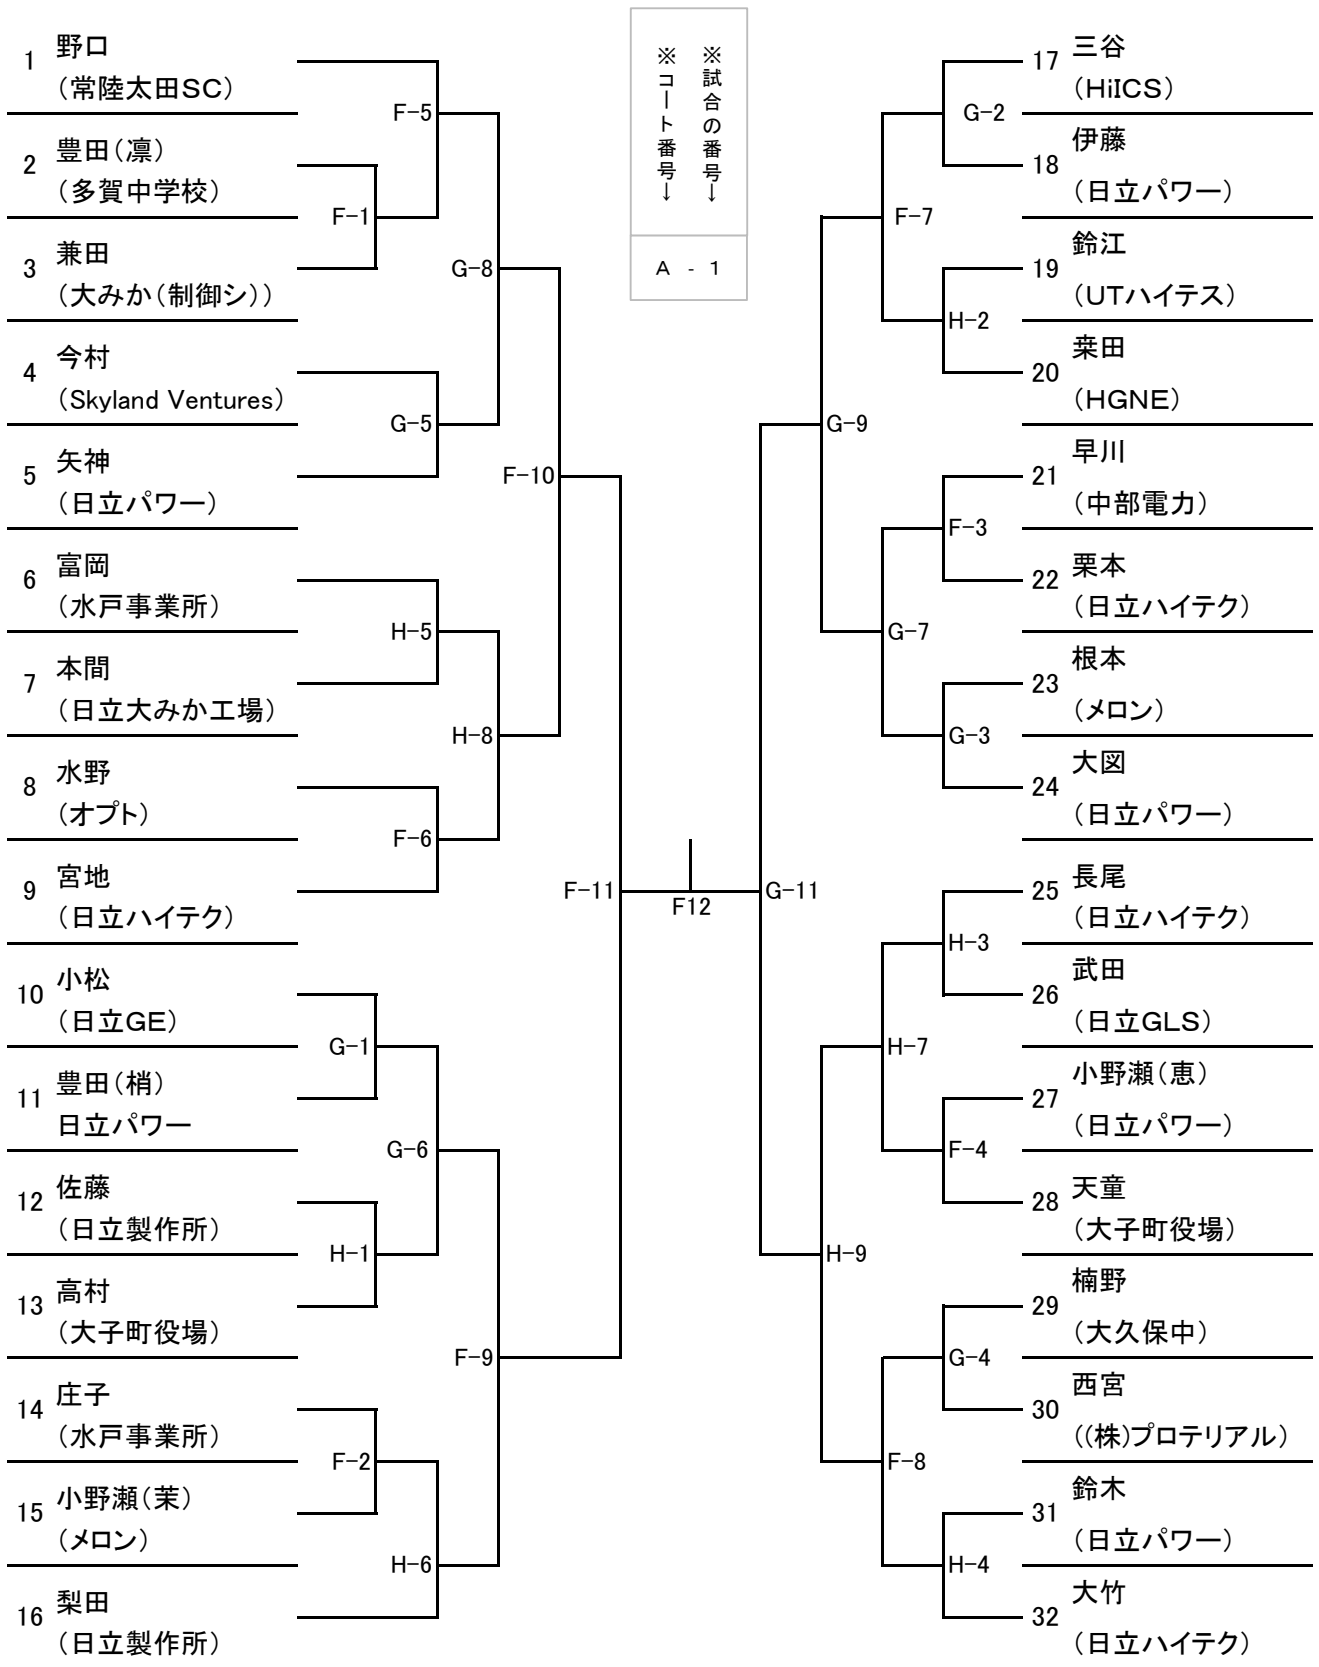 1
野口
（常陸太田SC）
2
豊田（凛）
（多賀中学校）
3
兼田
（大みか（制御シ））
4
今村
（Skyland Ventures）
5
矢神
（日立パワー）
6
富岡
（水戸事業所）
7
本間
（日立大みか工場）
8
水野
（オプト）
9
宮地
（日立ハイテク）
10
小松
（日立GE）
11
豊田（梢）
日立パワー
12
佐藤
（日立製作所）
13
高村
（大子町役場）
14
庄子
（水戸事業所）
15
小野瀬（茉）
（メロン）
16
梨田
（日立製作所）
F-5
F-1
G-8
G-5
F-10
H-5
H-8
F-6
F-11
G-1
G-6
H-1
F-9
F-2
H-6
※試合の番号→
※コート番号→
A - 1
F12
G-2
F-7
H-2
G-9
F-3
G-7
G-3
G-11
H-3
H-7
F-4
H-9
G-4
F-8
H-4
17
三谷
（HiICS）
18
伊藤
（日立パワー）
19
鈴江
（UTハイテス）
20
桒田
（HGNE）
21
早川
（中部電力）
22
栗本
（日立ハイテク）
23
根本
（メロン）
24
大図
（日立パワー）
25
長尾
（日立ハイテク）
26
武田
（日立GLS）
27
小野瀬（恵）
（日立パワー）
28
天童
（大子町役場）
29
楠野
（大久保中）
30
西宮
（(株)プロテリアル）
31
鈴木
（日立パワー）
32
大竹
（日立ハイテク）